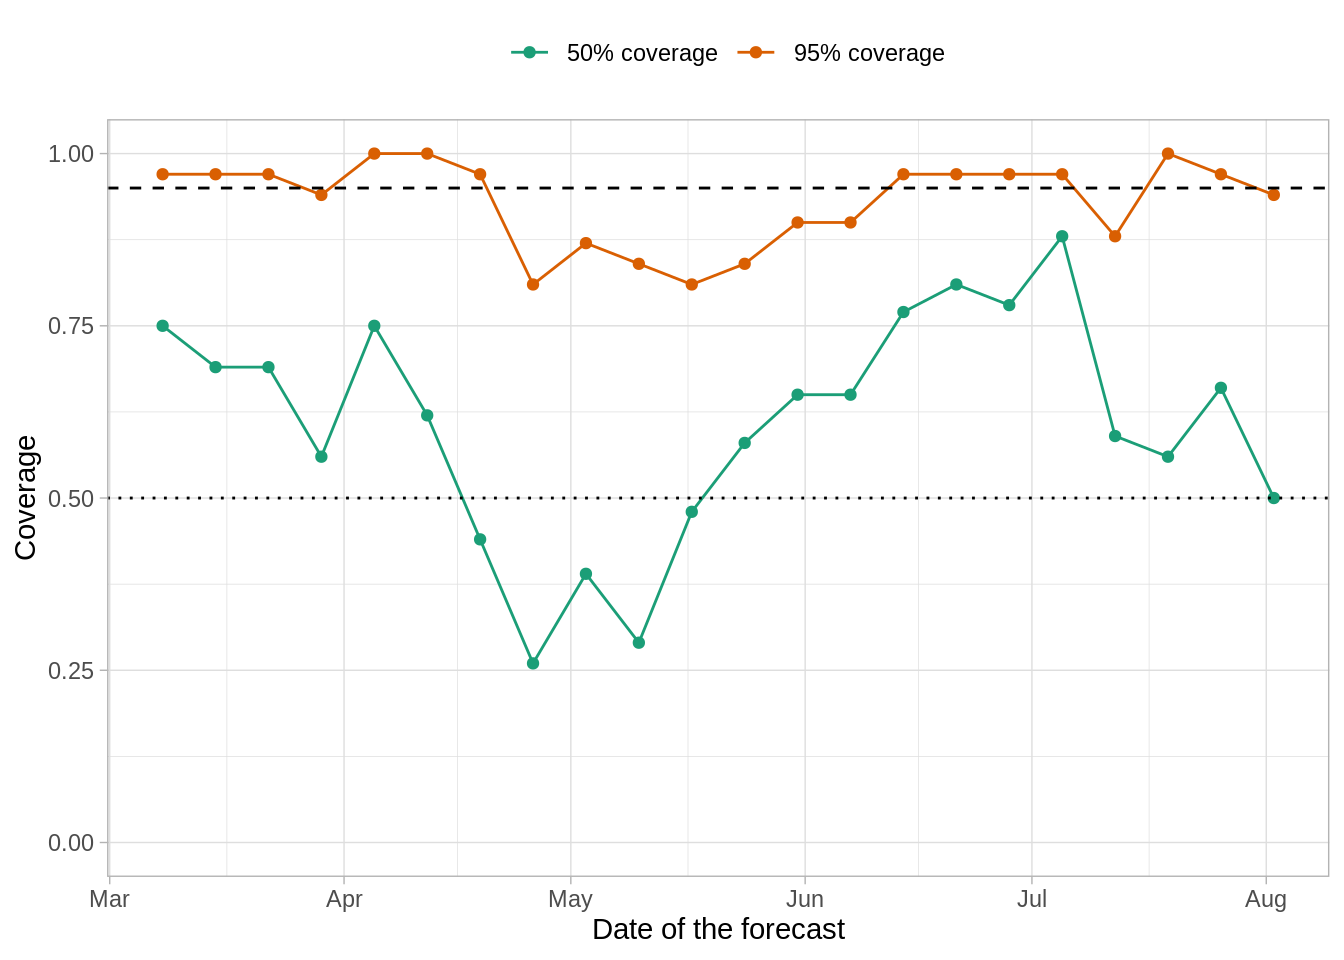 50% coverage 95% coverage
1.00
0.75
0.50
0.25
0.00
Coverage
Mar Apr May Jun Jul Aug
Date of the forecast